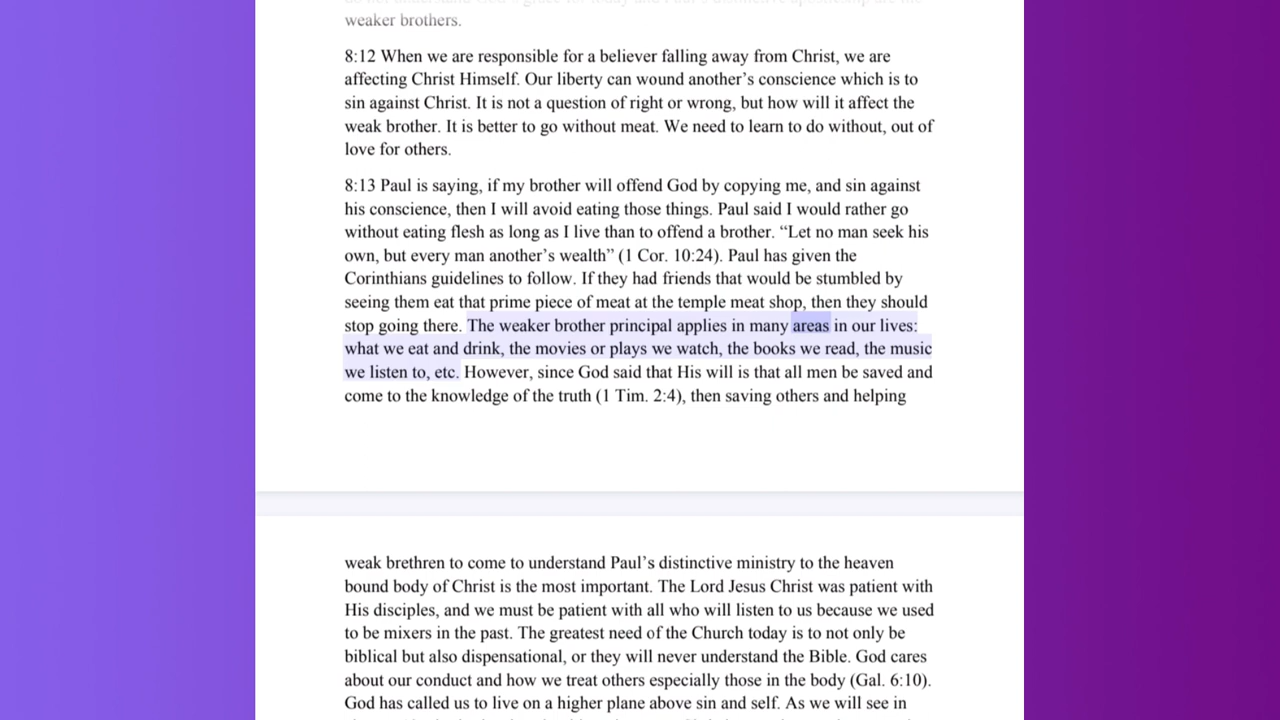 weaker brothers.
8:12 When we are responsible for a believer falling away from Christ, we are
affecting Christ Himself. Our liberty can wound another’s conscience which is to
sin against Christ. It is not a question of right or wrong, but how will it affect the
weak brother. It is better to go without meat. We need to learn to do without, out of
love for others.
8:13 Paul is saying, if my brother will offend God by copying me, and sin against
his conscience, then I will avoid eating those things. Paul said I would rather go
without eating flesh as long as I live than to offend a brother. “Let no man seek his
own, but every man another’s wealth” (1 Cor. 10:24). Paul has given the
Corinthians guidelines to follow. If they had friends that would be stumbled by
seeing them eat that prime piece of meat at the temple meat shop, then they should
stop going there. The weaker brother principal applies in many areas in our lives:
what we eat and drink, the movies or plays we watch, the books we read, the music
we listen to, etc. However, since God said that His will is that all men be saved and
come to the knowledge of the truth (1 Tim. 2:4), then saving others and helping
weak brethren to come to understand Paul’s distinctive ministry to the heaven
bound body of Christ is the most important. The Lord Jesus Christ was patient with
His disciples, and we must be patient with all who will listen to us because we used
to be mixers in the past. The greatest need of the Church today is to not only be
biblical but also dispensational, or they will never understand the Bible. God cares
about our conduct and how we treat others especially those in the body (Gal. 6:10).
God has called us to live on a higher plane above sin and self. As we will see in